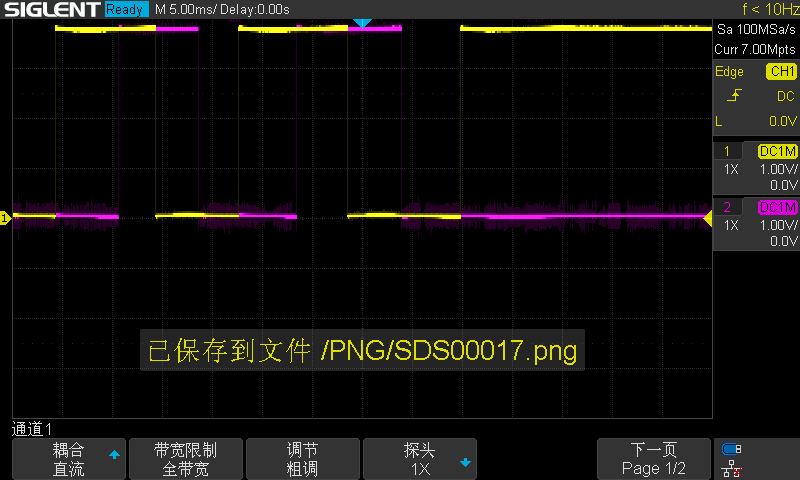 SIGLENT Ready M 5.00ms/ Delay:0.00s f < 10Hz
Sa 100MSa/s
Curr 7.00Mpts
Edge CH1
DC
L 0.0V
1 DC1M
1X 1.00V/
0.0V
2 DC1M
1X 1.00V/
0.0V
1
已保存到文件 /PNG/SDS00017.png
通道1
耦合
直流
带宽限制
全带宽
调节
粗调
探头
1X
下一页
Page 1/2